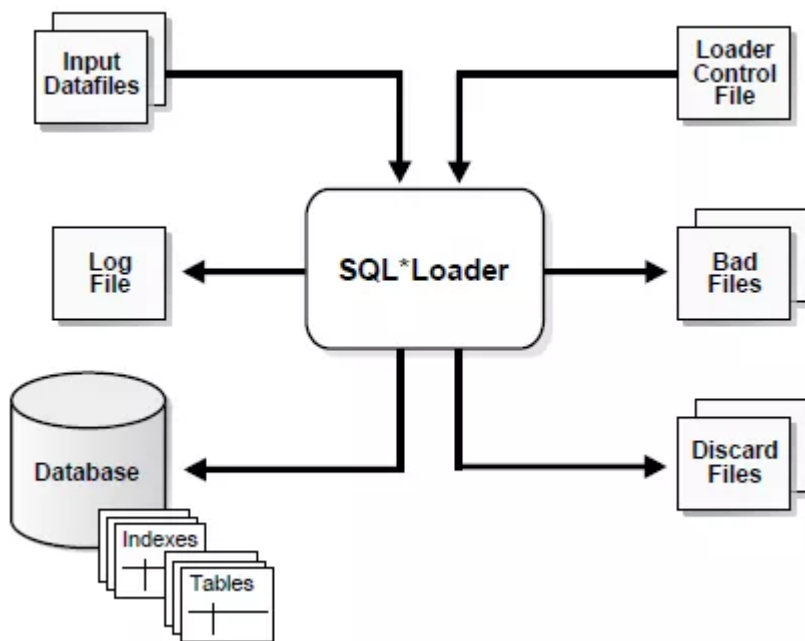 Input
Datafiles
Loader
Control
File
Log
File
SQL*Loader
Bad
Files
Database
Discard
Files
Indexes
Tables